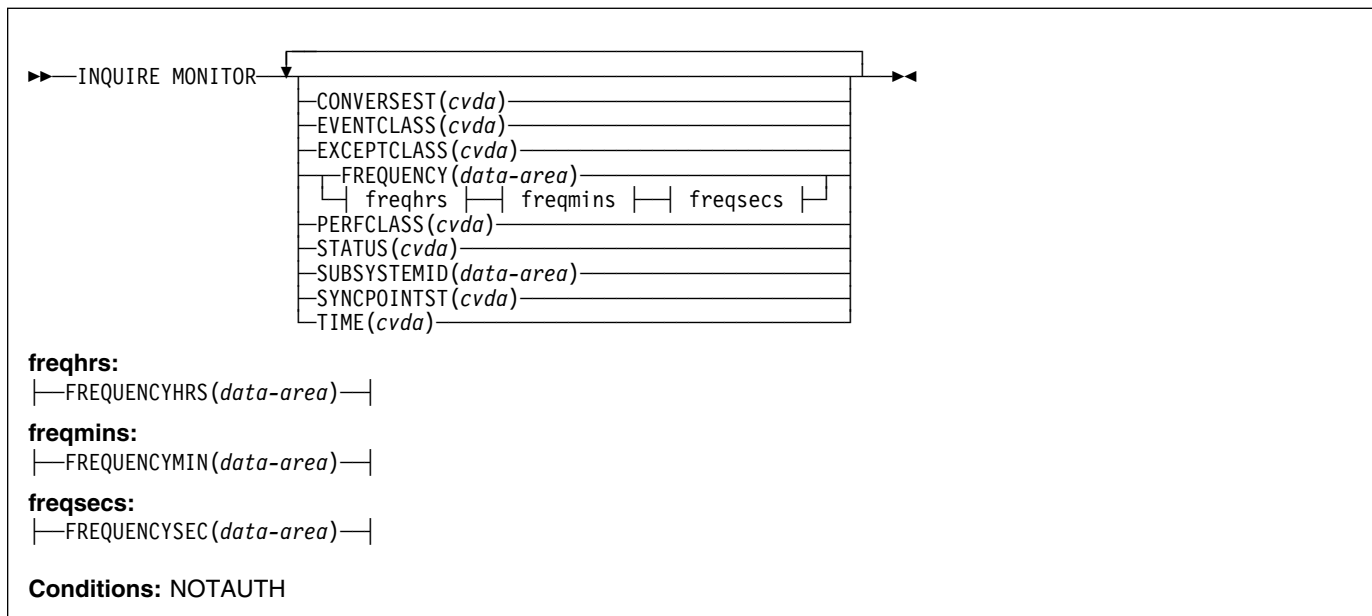 INQUIRE MONITOR
CONVERSEST(cvda)
EVENTCLASS(cvda)
EXCEPTCLASS(cvda)
FREQUENCY(data-area)
freqhrs freqmins freqsecs
PERFCLASS(cvda)
STATUS(cvda)
SUBSYSTEMID(data-area)
SYNCPOINTST(cvda)
TIME(cvda)
freqhrs:
FREQUENCYHRS(data-area)
freqmins:
FREQUENCYMIN(data-area)
freqsecs:
FREQUENCYSEC(data-area)
Conditions: NOTAUTH